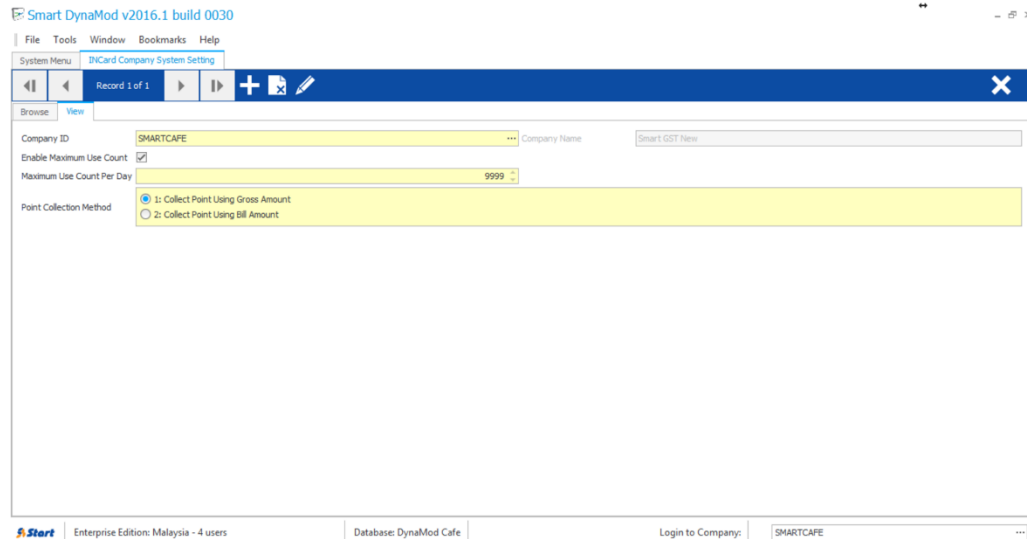 Smart DynaMod v2016.1 build 0030
File Tools Window Bookmarks Help
System Menu INCard Company System Setting
Record 1 of 1
Browse View
Company ID SMARTCAFE ... Company Name Smart GST New
Enable Maximum Use Count
Maximum Use Count Per Day 9999
Point Collection Method
1: Collect Point Using Gross Amount
2: Collect Point Using Bill Amount
Start Enterprise Edition: Malaysia - 4 users Database: DynaMod Cafe Login to Company: SMARTCAFE ...